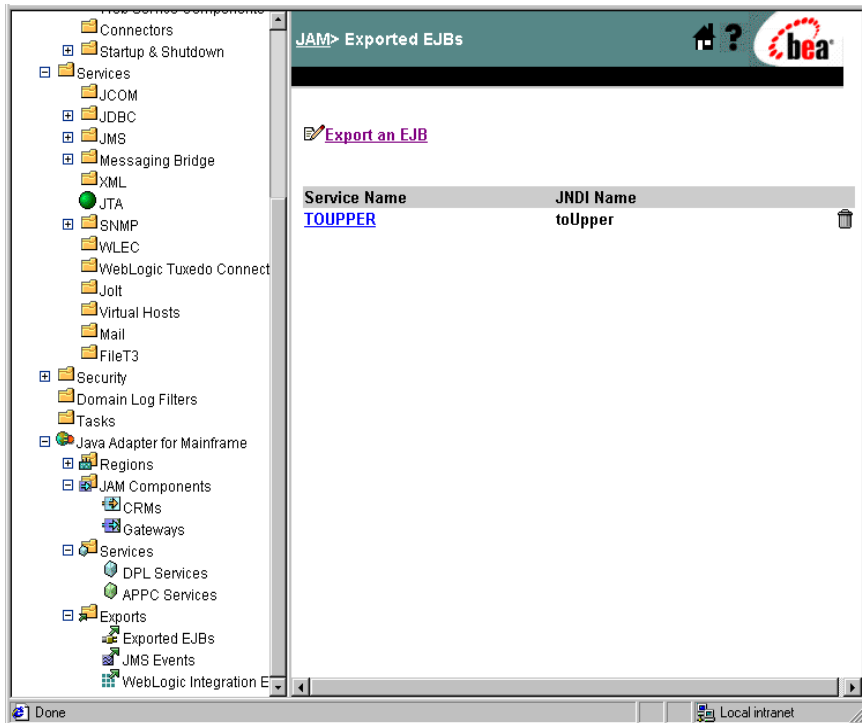 Web Service Components
Connectors
Startup & Shutdown
Services
JCOM
JDBC
JMS
Messaging Bridge
XML
JTA
SNMP
WLEC
WebLogic Tuxedo Connect
Jolt
Virtual Hosts
Mail
FileT3
Security
Domain Log Filters
Tasks
Java Adapter for Mainframe
Regions
JAM Components
CRMs
Gateways
Services
DPL Services
APPC Services
Exports
Exported EJBs
JMS Events
WebLogic Integration E
JAM> Exported EJBs
?
bea
Export an EJB
Service Name JNDI Name
TOUPPER toUpper
Done Local intranet